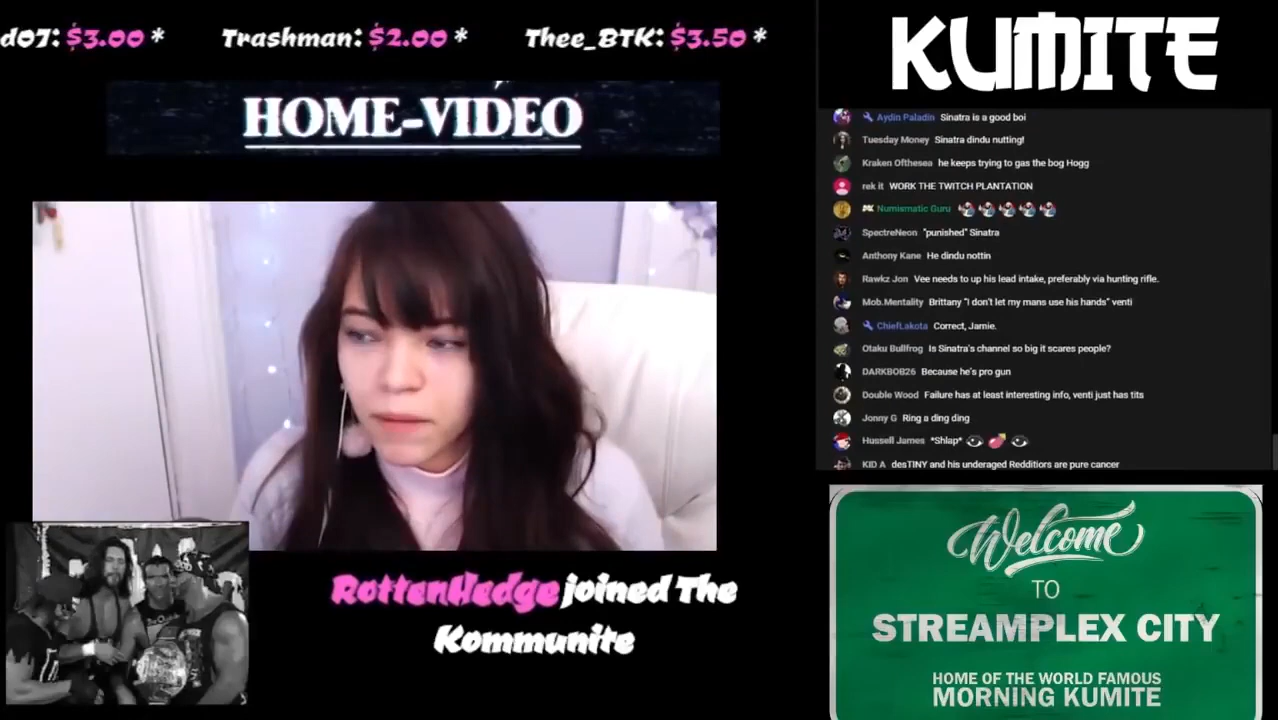 do7: $3.00 * Trashman: $2.00 * Thee_BTK: $3.50 *
HOME-VIDEO
RottenHedge joined The
Kommunite
KUMITE
Aydin Paladin Sinatra is a good boi
Tuesday Money Sinatra dindu nutting!
Kraken Ofthesea he keeps trying to gas the bog Hogg
rek it WORK THE TWITCH PLANTATION
Numismatic Guru
SpectreNeon "punished" Sinatra
Anthony Kane He dindu nottin
Rawkz Jon Vee needs to up his lead intake, preferably via hunting rifle.
Mob.Mentality Brittany "I don't let my mans use his hands" venti
ChiefLakota Correct, Jamie.
Otaku Bullfrog Is Sinatra's channel so big it scares people?
DARKBOB26 Because he's pro gun
Double Wood Failure has at least interesting info, venti just has tits
Jonny G Ring a ding ding
Hussell James *Shlap*
KID A desTINY and his underaged Redditiors are pure cancer
Welcome
TO
STREAMPLEX CITY
HOME OF THE WORLD FAMOUS
MORNING KUMITE